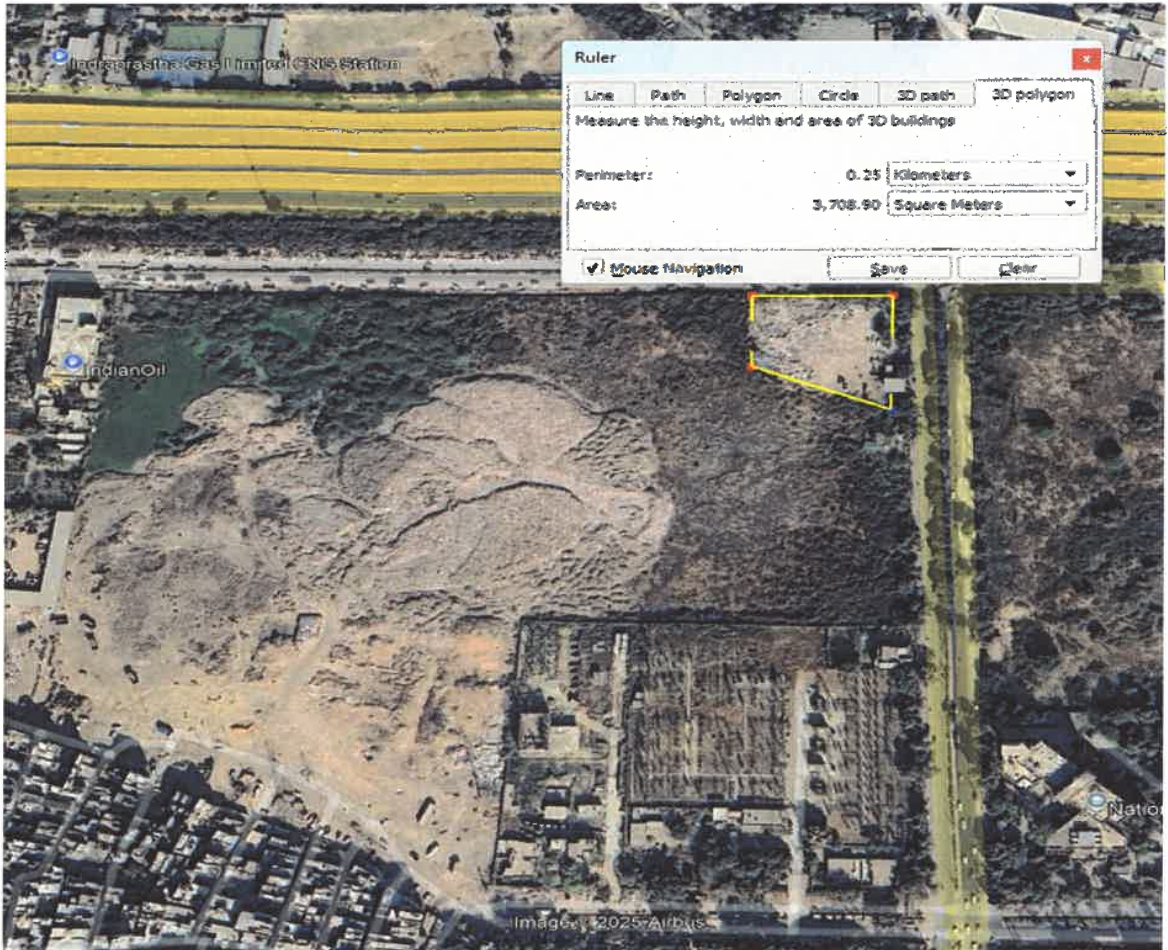 Indraprastha Gas Limited CNG Station
Ruler
Line Path Polygon Circle 3D path 3D polygon
Measure the height, width and area of 3D buildings
Perimeter: 0.25 Kilometers
Area: 3,708.90 Square Meters
Mouse Navigation Save Clear
IndianOil
Nation
Image © 2025 Airbus